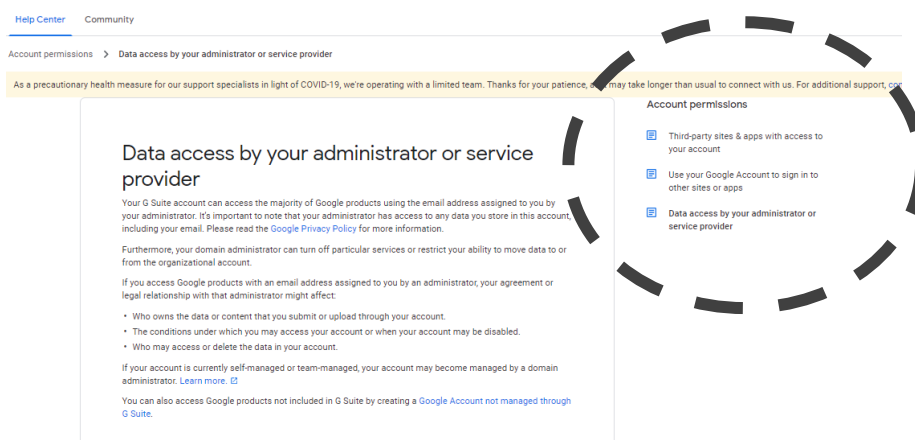 Help Center Community
Account permissions > Data access by your administrator or service provider
As a precautionary health measure for our support specialists in light of COVID-19, we're operating with a limited team. Thanks for your patience, may take longer than usual to connect with us. For additional support,
Data access by your administrator or service
provider
Your G Suite account can access the majority of Google products using the email address assigned to you by
your administrator. It's important to note that your administrator has access to any data you store in this account,
including your email. Please read the Google Privacy Policy for more information.
Furthermore, your domain administrator can turn off particular services or restrict your ability to move data to or
from the organizational account.
If you access Google products with an email address assigned to you by an administrator, your agreement or
legal relationship with that administrator might affect:
• Who owns the data or content that you submit or upload through your account.
• The conditions under which you may access your account or when your account may be disabled.
• Who may access or delete the data in your account.
If your account is currently self-managed or team-managed, your account may become managed by a domain
administrator. Learn more.
You can also access Google products not included in G Suite by creating a Google Account not managed through
G Suite.
Account permissions
Third-party sites & apps with access to
your account
Use your Google Account to sign in to
other sites or apps
Data access by your administrator or
service provider